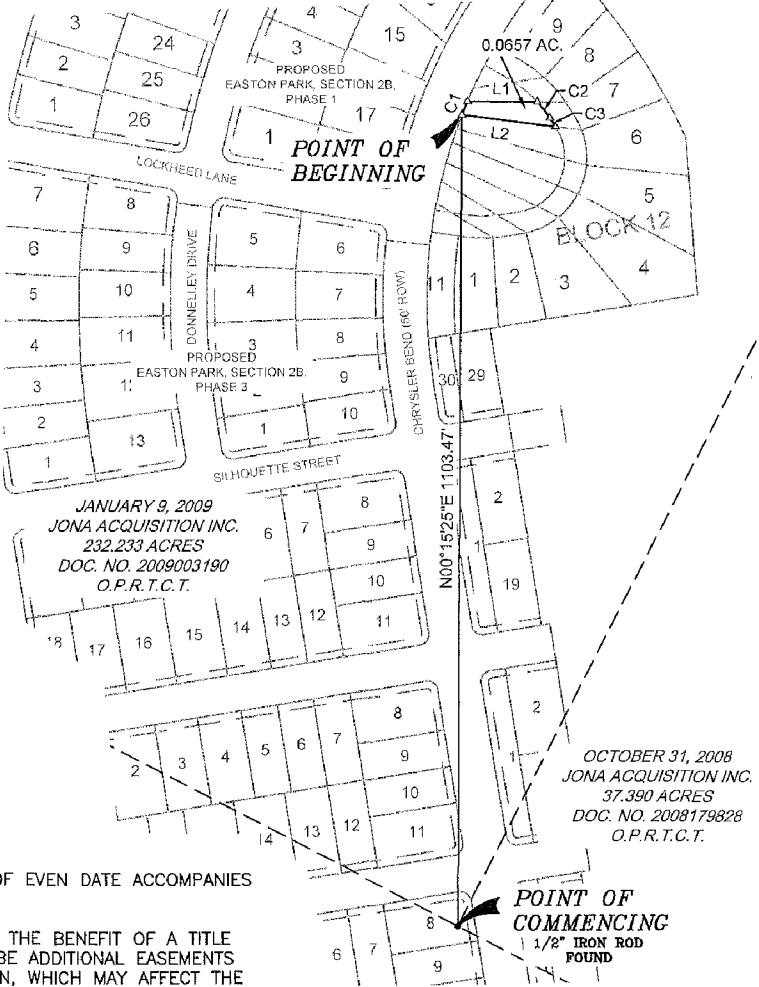 3
2
1
24
25
26
4
3
15
PROPOSED
EASTON PARK, SECTION 2B,
PHASE 1
1
17
9
8
7
6
5
4
3
2
1
11
0.0657 AC.
C1
L1
C2
C3
L2
BLOCK 12
POINT OF
BEGINNING
LOCKHEED LANE
7
6
5
4
3
2
1
8
9
10
11
13
DONNELLEY DRIVE
5
4
3
1
6
7
8
9
10
PROPOSED
EASTON PARK, SECTION 2B,
PHASE 3
CHRYSLER BEND (60' ROW)
30
29
SILHOUETTE STREET
N00°15'25"E 1103.47'
JANUARY 9, 2009
JONA ACQUISITION INC.
232.233 ACRES
DOC. NO. 2009003190
O.P.R.T.C.T.
6
7
8
9
10
11
18
17
16
15
14
13
12
1
2
19
2
3
4
5
6
7
8
9
10
11
14
13
12
2
1
OCTOBER 31, 2008
JONA ACQUISITION INC.
37.390 ACRES
DOC. NO. 2008179828
O.P.R.T.C.T.
OF EVEN DATE ACCOMPANIES
THE BENEFIT OF A TITLE
BE ADDITIONAL EASEMENTS
N, WHICH MAY AFFECT THE
6
7
8
9
POINT OF
COMMENCING
1/2" IRON ROD
FOUND